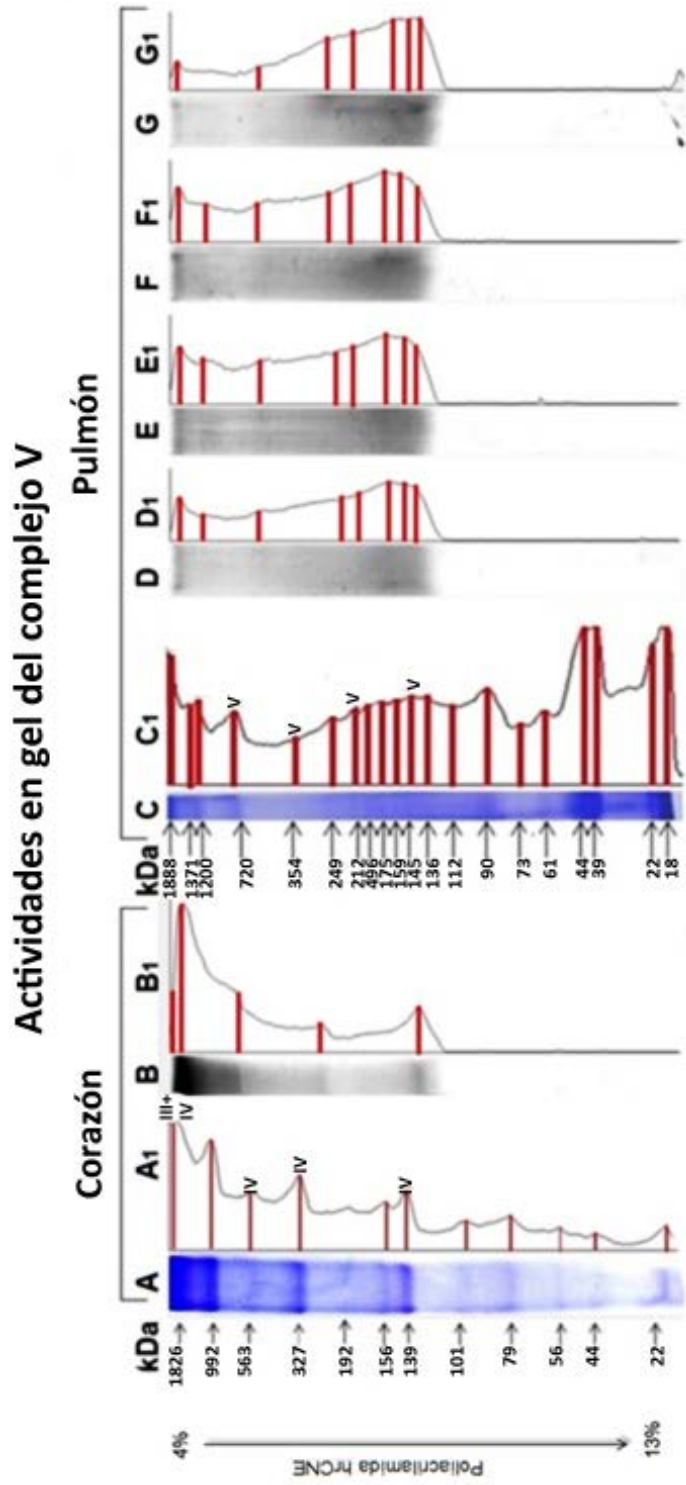 Actividades en gel del complejo V
Corazón
Pulmón
kDa
A
A1
B
B1
kDa
C
C1
D
D1
E
E1
F
F1
G
G1
4%
Poliacrilamida hrCNE
13%
1826
992
563
327
192
156
139
101
79
56
44
22
III+
IV
IV
IV
IV
1888
1371
1200
720
354
249
212
496
175
159
145
136
112
90
73
61
44
39
22
18
V
V
V
V